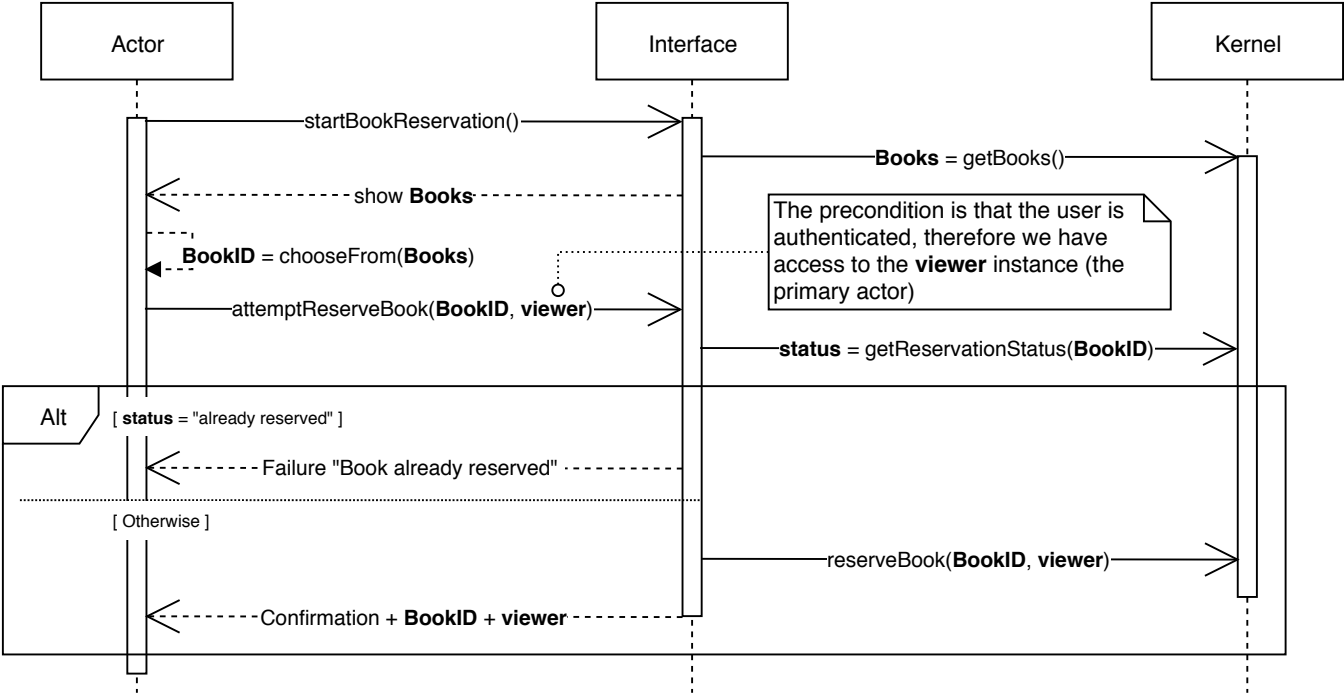 Actor
Interface
Kernel
startBookReservation()
Books = getBooks()
show Books
The precondition is that the user is
authenticated, therefore we have
access to the viewer instance (the
primary actor)
BookID = chooseFrom(Books)
attemptReserveBook(BookID, viewer)
status = getReservationStatus(BookID)
Alt
[ status = "already reserved" ]
Failure "Book already reserved"
[ Otherwise ]
reserveBook(BookID, viewer)
Confirmation + BookID + viewer